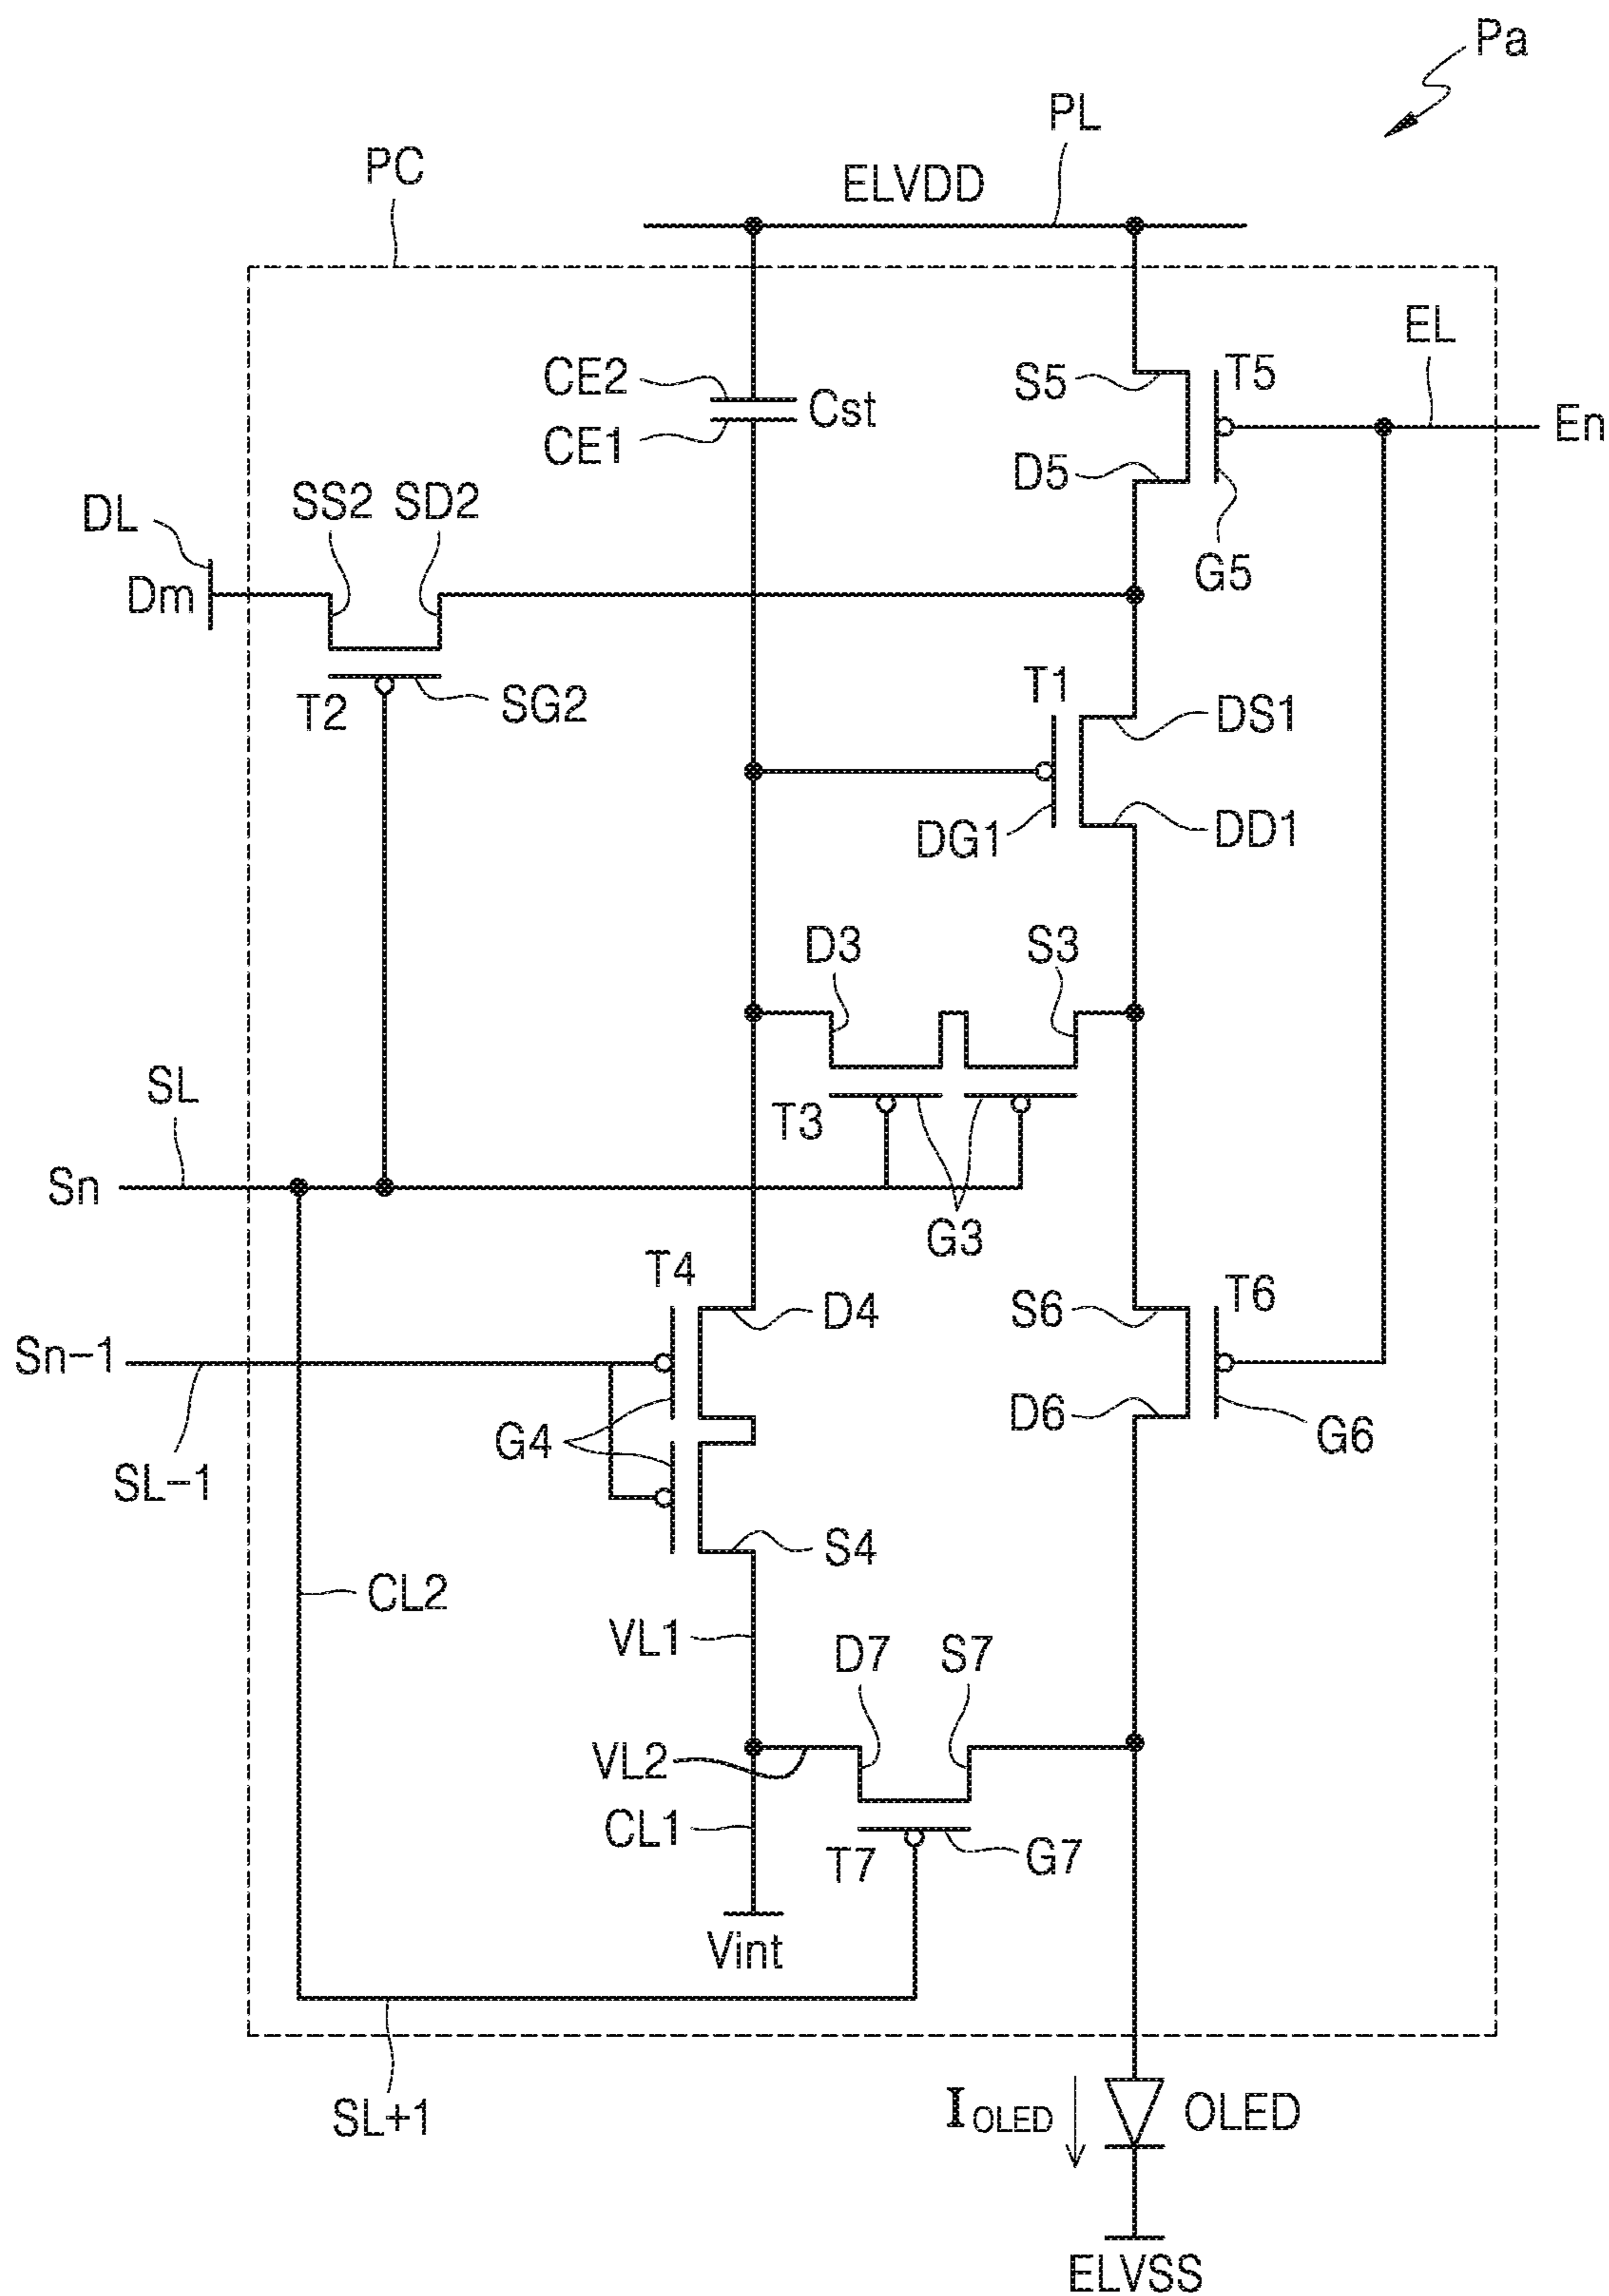 Pa
PL
PC
ELVDD
EL
CE2
S5
T5
Cst
En
CE1
D5
SS2
SD2
DL
G5
Dm
T1
T2
SG2
DS1
DG1
DD1
D3
S3
SL
T3
Sn
G3
T4
D4
S6
T6
Sn-1
D6
G4
G6
SL-1
S4
CL2
VL1
D7
S7
VL2
CL1
T7
G7
Vint
SL+1
IOLED
OLED
ELVSS